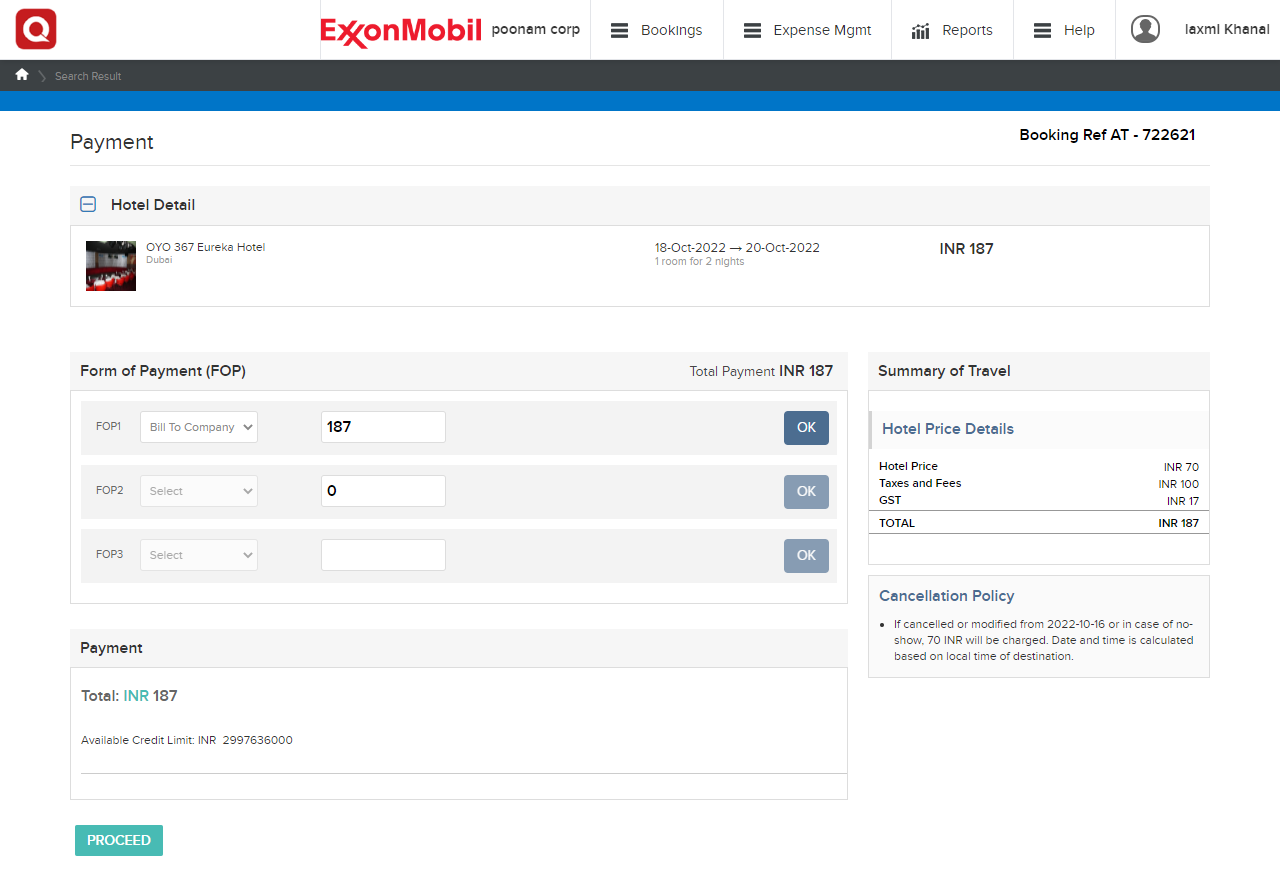 Q
ExxonMobil poonam corp Bookings Expense Mgmt Reports Help laxmI Khanal
Search Result
Payment
Booking Ref AT - 722621
Hotel Detail
OYO 367 Eureka Hotel
Dubai
18-Oct-2022 → 20-Oct-2022
1 room for 2 nights
INR 187
Form of Payment (FOP)
Total Payment INR 187
FOP1 Bill To Company 187 OK
FOP2 Select 0 OK
FOP3 Select OK
Payment
Total: INR 187
Available Credit Limit: INR 2997636000
PROCEED
Summary of Travel
Hotel Price Details
Hotel Price INR 70
Taxes and Fees INR 100
GST INR 17
TOTAL INR 187
Cancellation Policy
• If cancelled or modified from 2022-10-16 or in case of no-
show, 70 INR will be charged. Date and time is calculated
based on local time of destination.